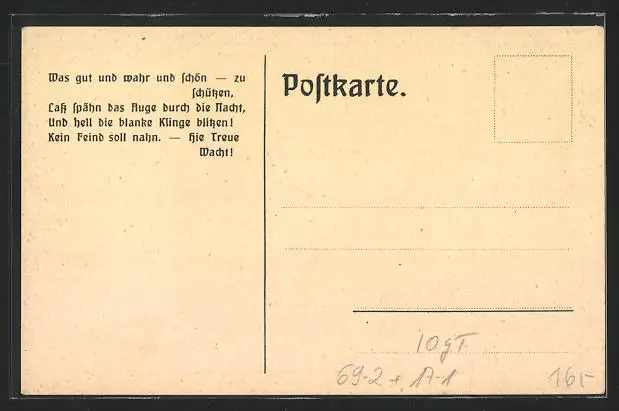 Was gut und wahr und ſchön — zu
ſchützen,
Laß ſpähn das Auge durch die Nacht,
Und hell die blanke Klinge blitzen!
Kein Feind soll nahn. — Hie Treue
Wacht!
Poſtkarte.
10gT
69-2 + 17-1
16,-